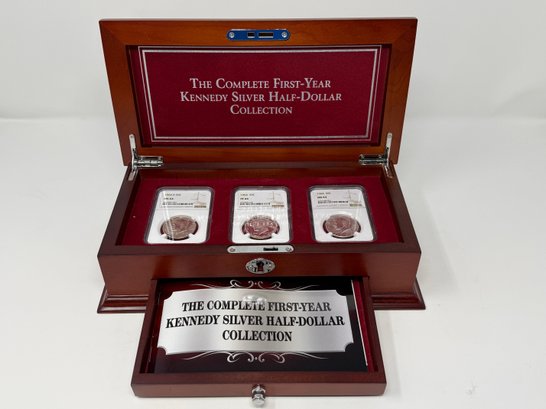 THE COMPLETE FIRST-YEAR
KENNEDY SILVER HALF-DOLLAR
COLLECTION
THE COMPLETE FIRST-YEAR
KENNEDY SILVER HALF-DOLLAR
COLLECTION